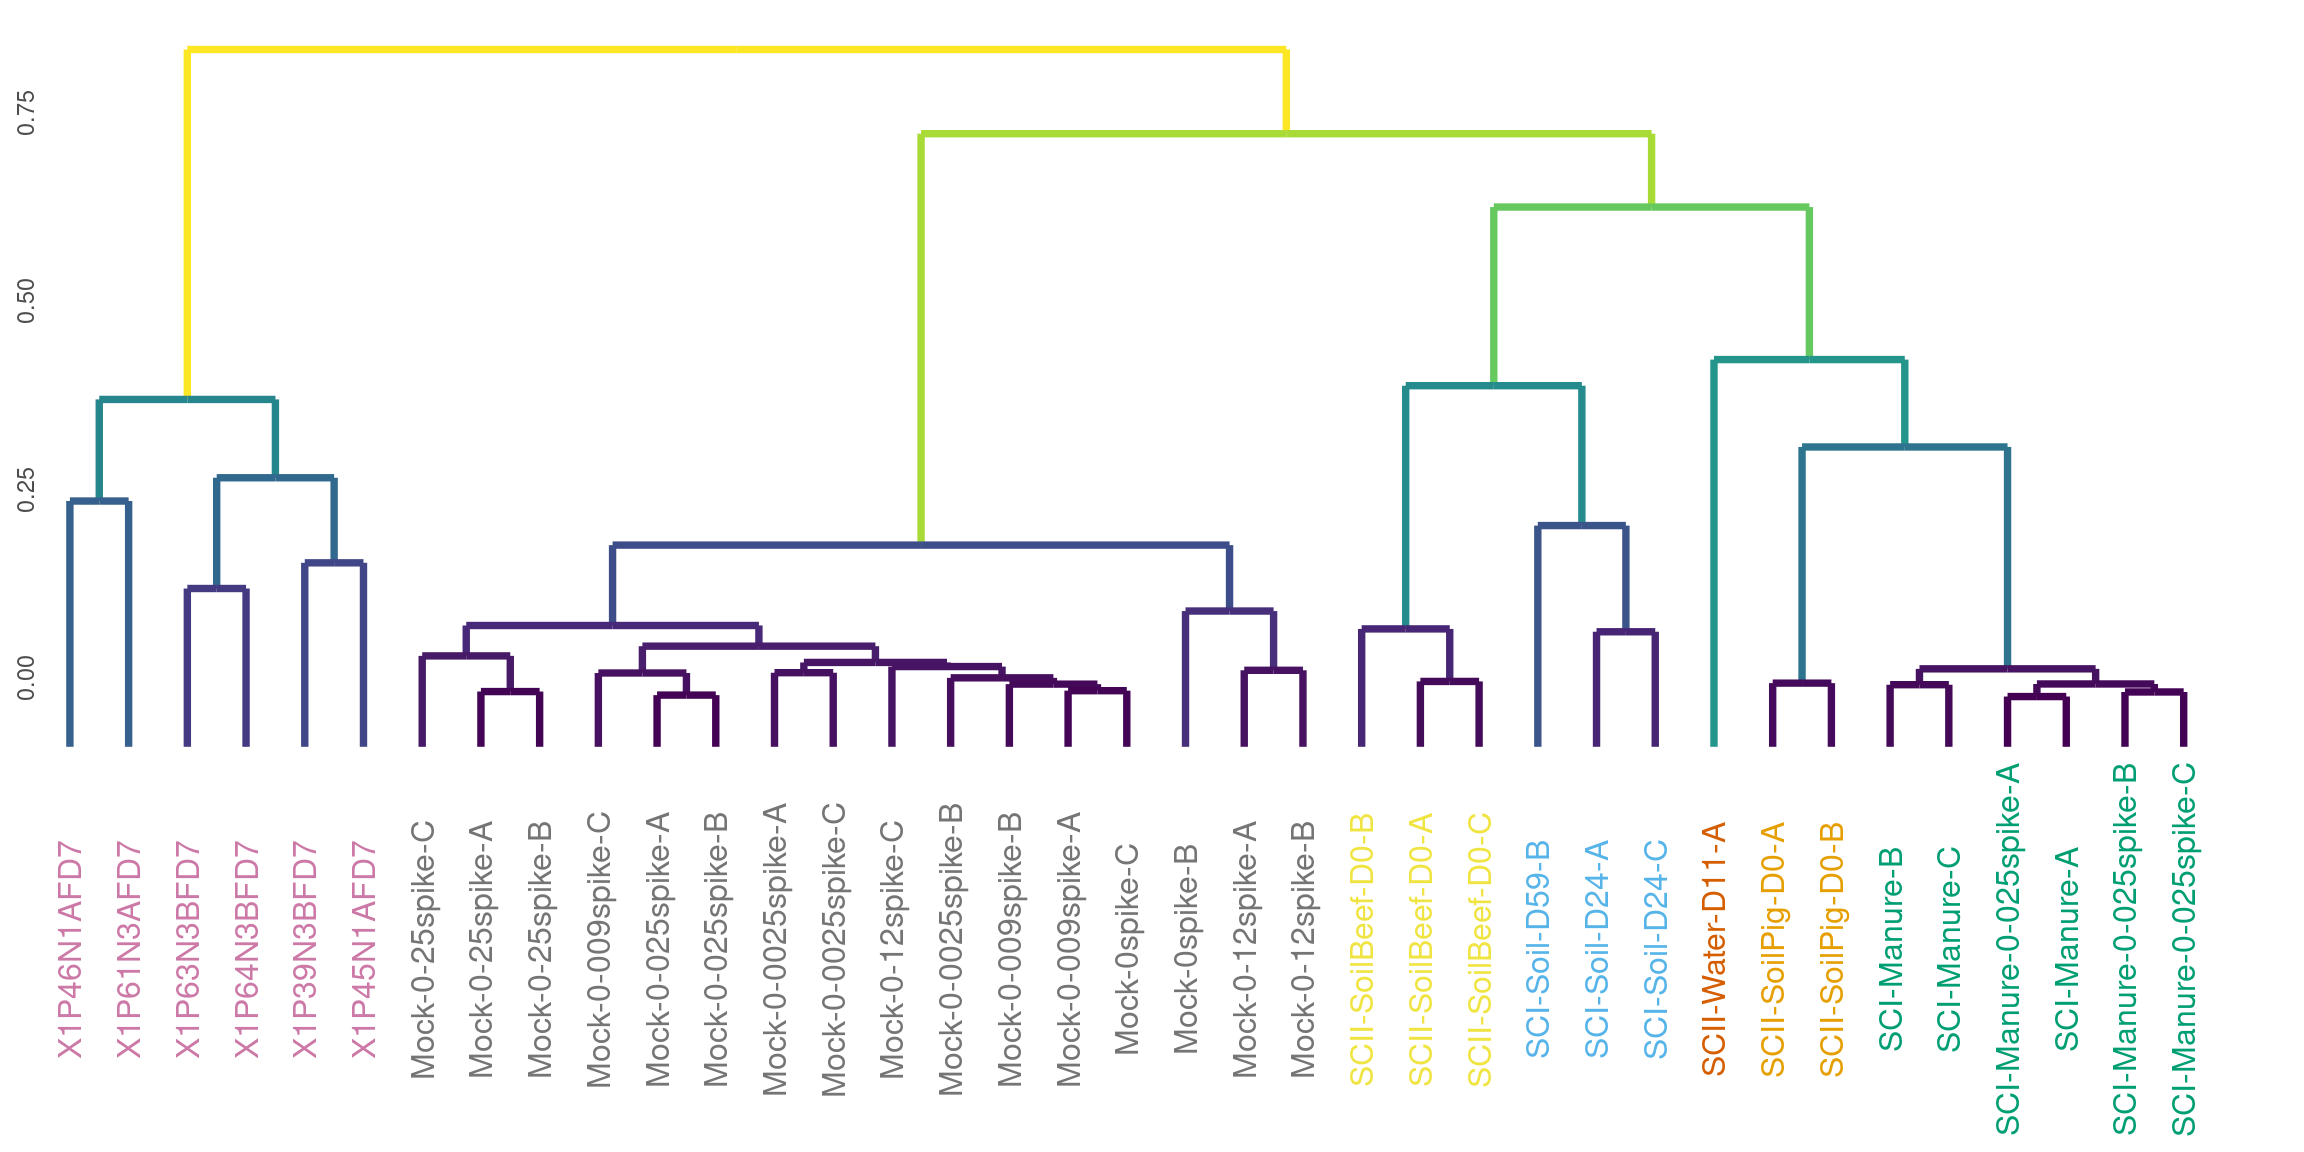 0.75
0.50
0.25
0.00
X1P46N1AFD7
X1P61N3AFD7
X1P63N3BFD7
X1P64N3BFD7
X1P39N3BFD7
X1P45N1AFD7
Mock-0-25spike-C
Mock-0-25spike-A
Mock-0-25spike-B
Mock-0-009spike-C
Mock-0-025spike-A
Mock-0-025spike-B
Mock-0-0025spike-A
Mock-0-0025spike-C
Mock-0-12spike-C
Mock-0-0025spike-B
Mock-0-009spike-B
Mock-0-009spike-A
Mock-0spike-C
Mock-0spike-B
Mock-0-12spike-A
Mock-0-12spike-B
SCII-SoilBeef-D0-B
SCII-SoilBeef-D0-A
SCII-SoilBeef-D0-C
SCI-Soil-D59-B
SCI-Soil-D24-A
SCI-Soil-D24-C
SCII-Water-D11-A
SCII-SoilPig-D0-A
SCII-SoilPig-D0-B
SCI-Manure-B
SCI-Manure-C
SCI-Manure-0-025spike-A
SCI-Manure-A
SCI-Manure-0-025spike-B
SCI-Manure-0-025spike-C